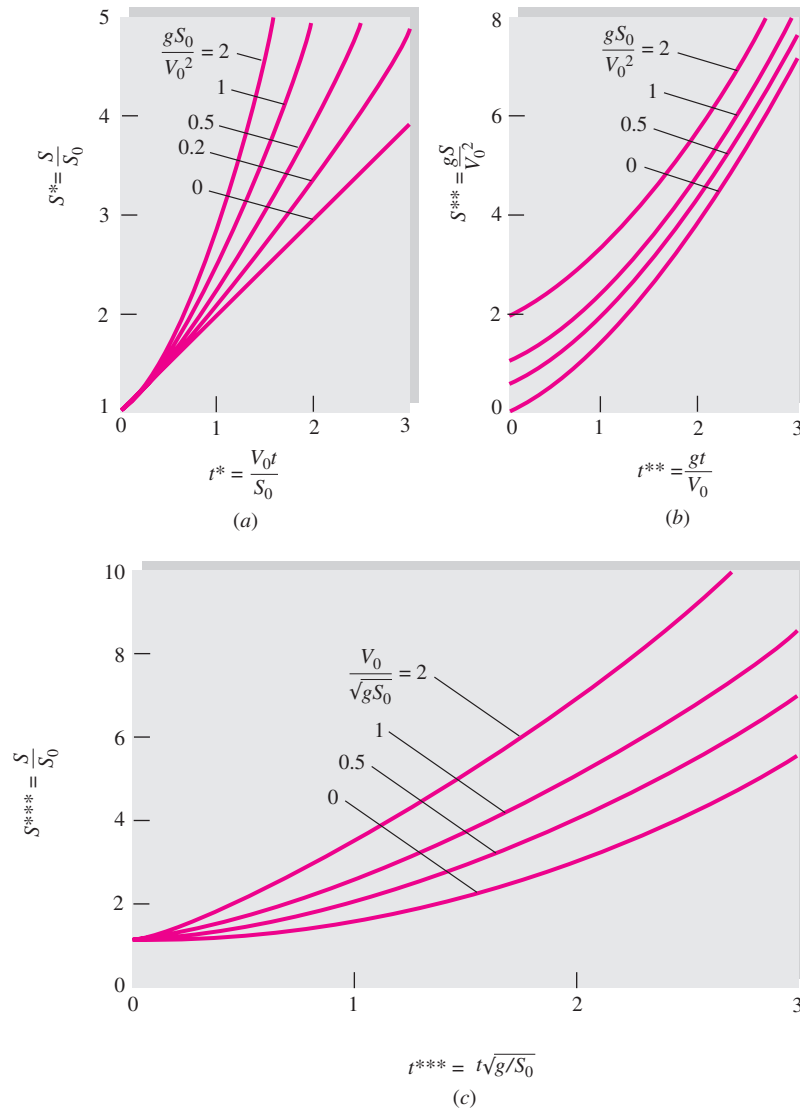 5
4
3
2
1
S* = S/S₀
gS₀/V₀² = 2
1
0.5
0.2
0
0 1 2 3
t* = V₀t/S₀
(a)
8
6
4
2
0
S** = gS/V₀²
gS₀/V₀² = 2
1
0.5
0
0 1 2 3
t** = gt/V₀
(b)
10
8
6
4
2
0
S*** = S/S₀
V₀/√gS₀ = 2
1
0.5
0
0 1 2 3
t*** = t√g/S₀
(c)